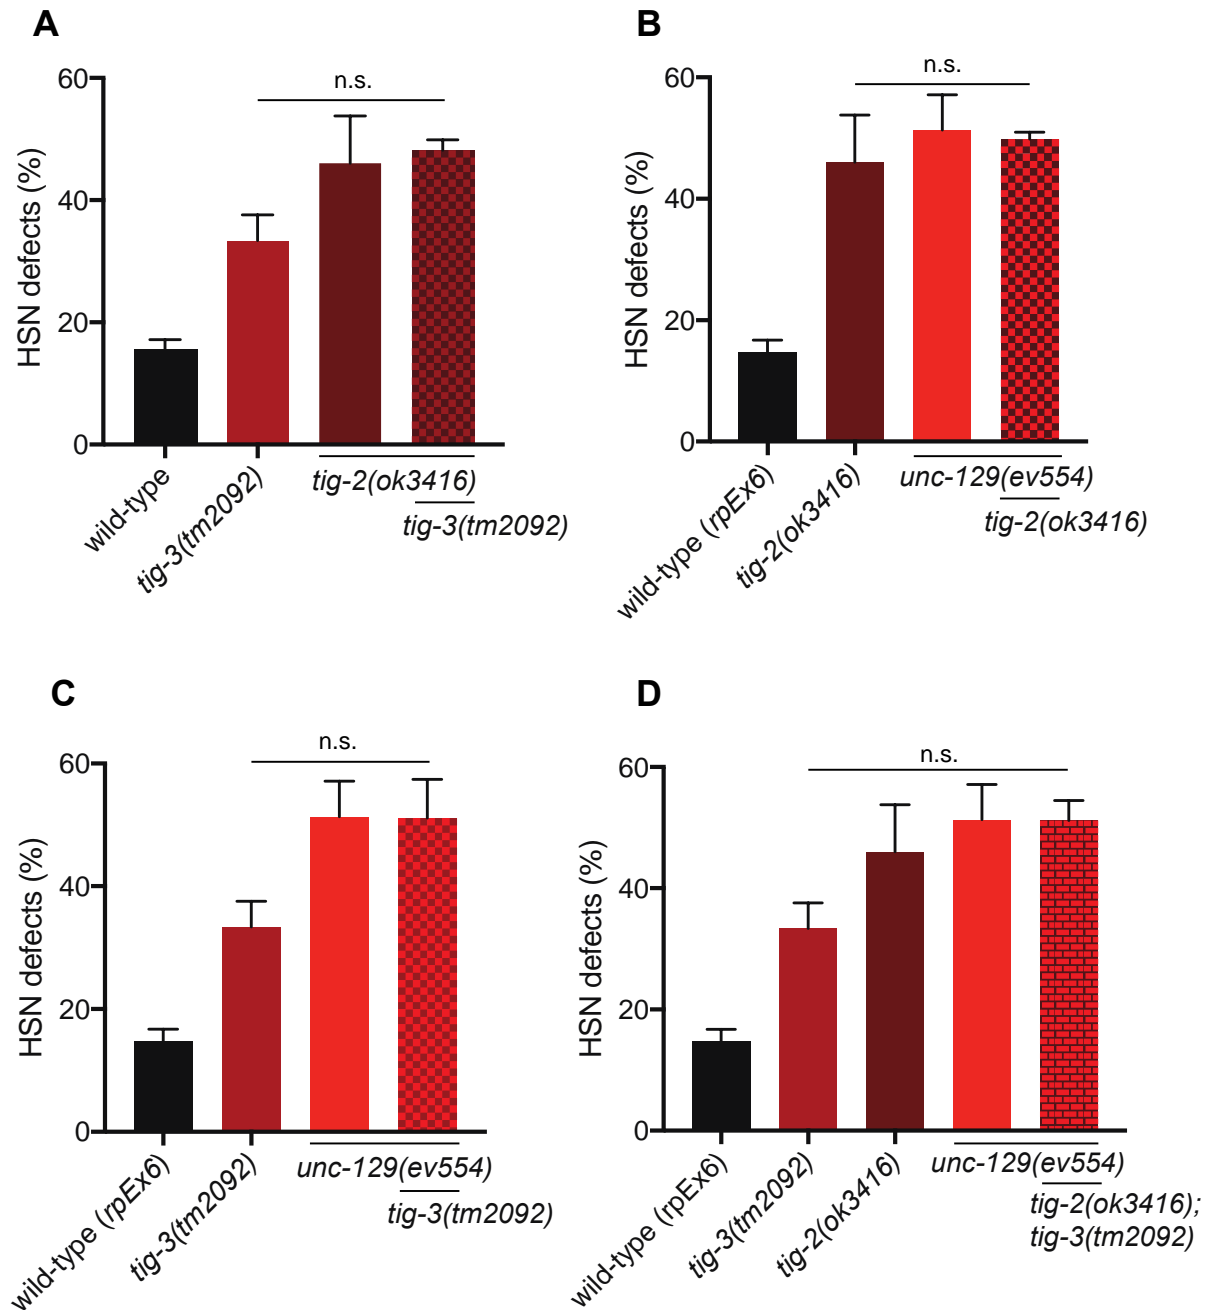 A
HSN defects (%)
60
40
20
0
n.s.
wild-type
tig-3(tm2092)
tig-2(ok3416)
tig-3(tm2092)
B
HSN defects (%)
60
40
20
0
n.s.
wild-type (rpEx6)
tig-2(ok3416)
unc-129(ev554)
tig-2(ok3416)
C
HSN defects (%)
60
40
20
0
n.s.
wild-type (rpEx6)
tig-3(tm2092)
unc-129(ev554)
tig-3(tm2092)
D
HSN defects (%)
60
40
20
0
n.s.
wild-type (rpEx6)
tig-3(tm2092)
tig-2(ok3416)
unc-129(ev554)
tig-2(ok3416);
tig-3(tm2092)